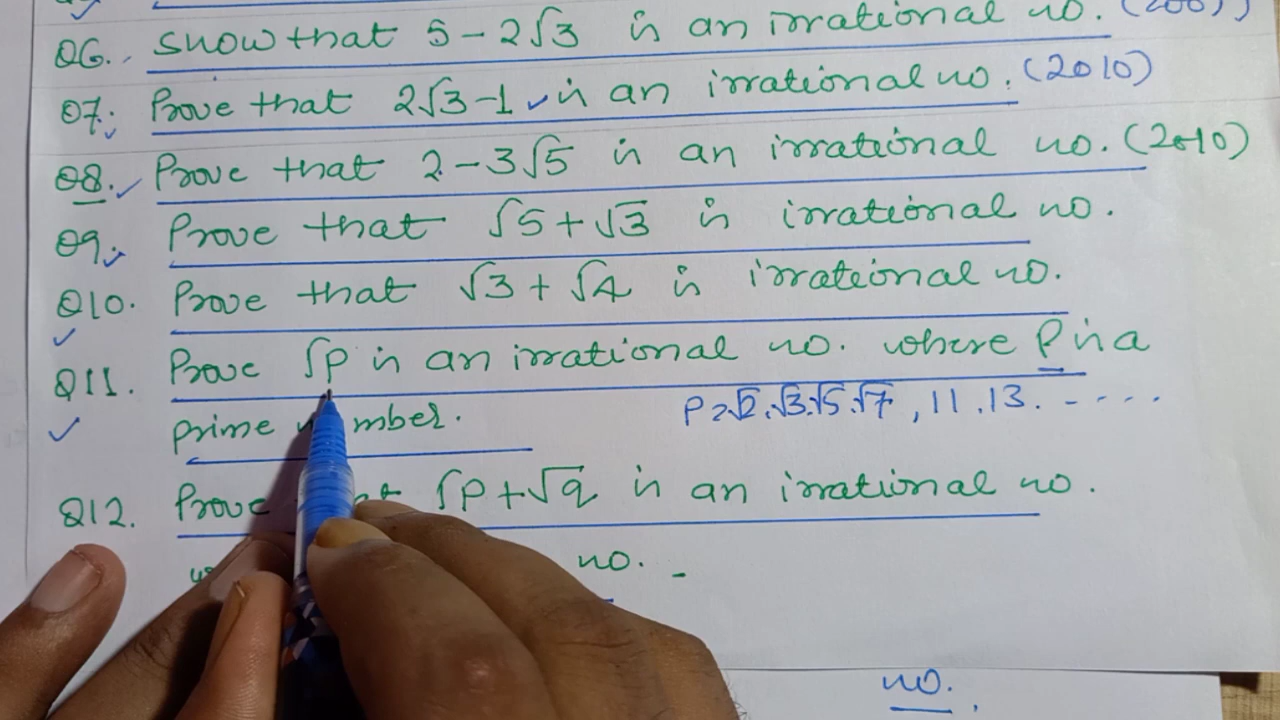 Q6. Show that 5 - 2√3 is an irrational no.
Q7. Prove that 2√3 - 1 is an irrational no. (2010)
Q8. Prove that 2 - 3√5 is an irrational no. (2010)
Q9. Prove that √5 + √3 is irrational no.
Q10. Prove that √3 + √4 is irrational no.
Q11. Prove √p is an irrational no. where P is a
prime number.
P = √2, √3, √5, √7, 11, 13. - - - - -
Q12. Prove √p + √q is an irrational no.
no. -
no.